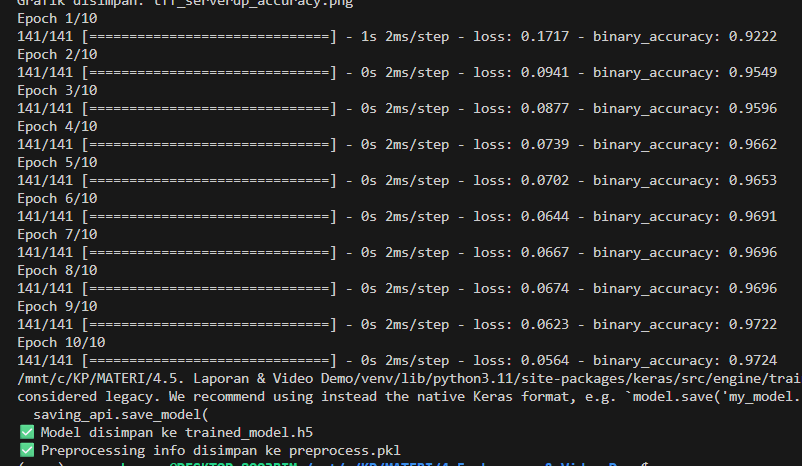 Grafik disimpan: tff_serverup_accuracy.png
Epoch 1/10
141/141 [==============================] - 1s 2ms/step - loss: 0.1717 - binary_accuracy: 0.9222
Epoch 2/10
141/141 [==============================] - 0s 2ms/step - loss: 0.0941 - binary_accuracy: 0.9549
Epoch 3/10
141/141 [==============================] - 0s 2ms/step - loss: 0.0877 - binary_accuracy: 0.9596
Epoch 4/10
141/141 [==============================] - 0s 2ms/step - loss: 0.0739 - binary_accuracy: 0.9662
Epoch 5/10
141/141 [==============================] - 0s 2ms/step - loss: 0.0702 - binary_accuracy: 0.9653
Epoch 6/10
141/141 [==============================] - 0s 2ms/step - loss: 0.0644 - binary_accuracy: 0.9691
Epoch 7/10
141/141 [==============================] - 0s 2ms/step - loss: 0.0667 - binary_accuracy: 0.9696
Epoch 8/10
141/141 [==============================] - 0s 2ms/step - loss: 0.0674 - binary_accuracy: 0.9696
Epoch 9/10
141/141 [==============================] - 0s 2ms/step - loss: 0.0623 - binary_accuracy: 0.9722
Epoch 10/10
141/141 [==============================] - 0s 2ms/step - loss: 0.0564 - binary_accuracy: 0.9724
/mnt/c/KP/MATERI/4.5. Laporan & Video Demo/venv/lib/python3.11/site-packages/keras/src/engine/trai
considered legacy. We recommend using instead the native Keras format, e.g. `model.save('my_model.
saving_api.save_model(
✅ Model disimpan ke trained_model.h5
✅ Preprocessing info disimpan ke preprocess.pkl